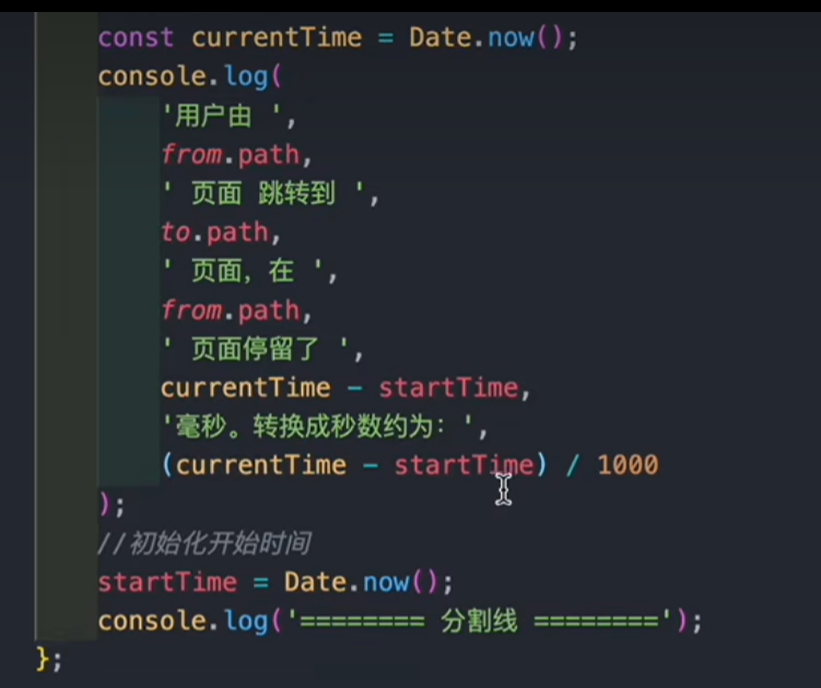 const currentTime = Date.now();
console.log(
'用户由 ',
from.path,
' 页面 跳转到 ',
to.path,
' 页面，在 ',
from.path,
' 页面停留了 ',
currentTime - startTime,
'毫秒。转换成秒数约为：',
(currentTime - startTime) / 1000
);
//初始化开始时间
startTime = Date.now();
console.log('======== 分割线 ========');
};